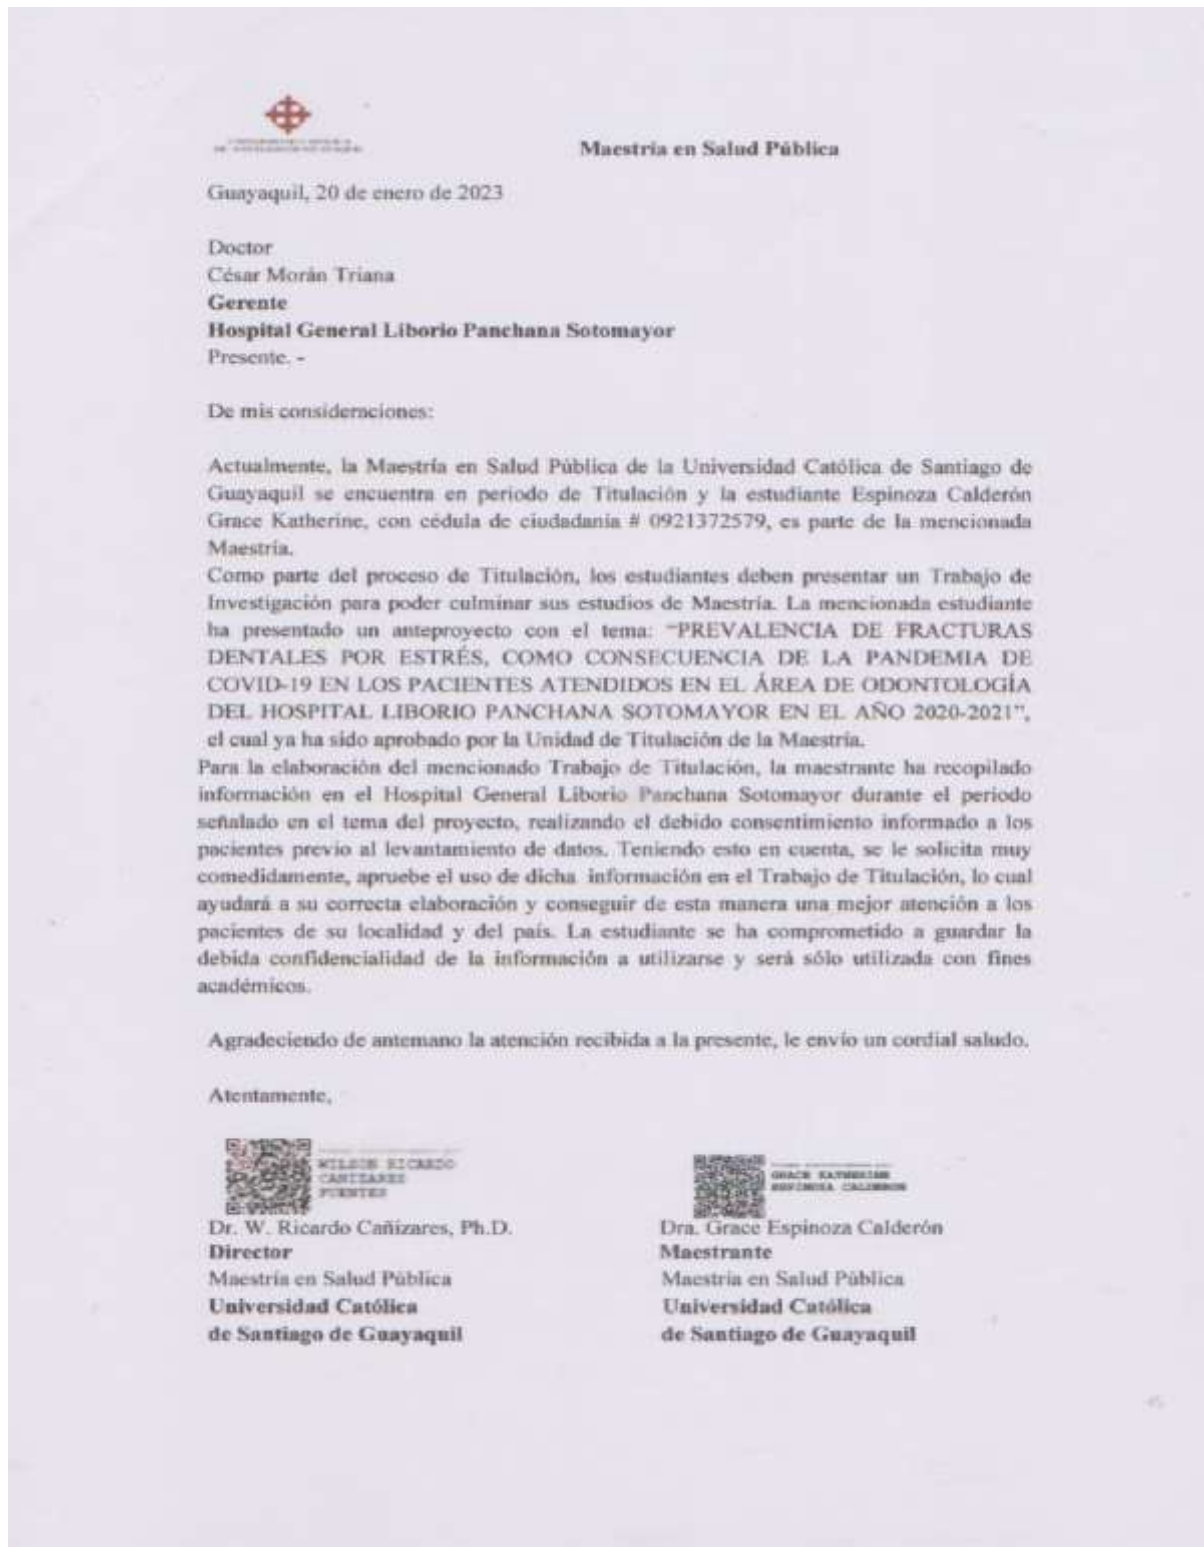 Maestría en Salud Pública
Guayaquil, 20 de enero de 2023
Doctor
César Morán Triana
Gerente
Hospital General Liborio Panchana Sotomayor
Presente. -
De mis consideraciones:
Actualmente, la Maestría en Salud Pública de la Universidad Católica de Santiago de
Guayaquil se encuentra en periodo de Titulación y la estudiante Espinoza Calderón
Grace Katherine, con cédula de ciudadanía # 0921372579, es parte de la mencionada
Maestría.
Como parte del proceso de Titulación, los estudiantes deben presentar un Trabajo de
Investigación para poder culminar sus estudios de Maestría. La mencionada estudiante
ha presentado un anteproyecto con el tema: "PREVALENCIA DE FRACTURAS
DENTALES POR ESTRÉS, COMO CONSECUENCIA DE LA PANDEMIA DE
COVID-19 EN LOS PACIENTES ATENDIDOS EN EL ÁREA DE ODONTOLOGÍA
DEL HOSPITAL LIBORIO PANCHANA SOTOMAYOR EN EL AÑO 2020-2021",
el cual ya ha sido aprobado por la Unidad de Titulación de la Maestría.
Para la elaboración del mencionado Trabajo de Titulación, la maestrante ha recopilado
información en el Hospital General Liborio Panchana Sotomayor durante el periodo
señalado en el tema del proyecto, realizando el debido consentimiento informado a los
pacientes previo al levantamiento de datos. Teniendo esto en cuenta, se le solicita muy
comedidamente, apruebe el uso de dicha información en el Trabajo de Titulación, lo cual
ayudará a su correcta elaboración y conseguir de esta manera una mejor atención a los
pacientes de su localidad y del país. La estudiante se ha comprometido a guardar la
debida confidencialidad de la información a utilizarse y será sólo utilizada con fines
académicos.
Agradeciendo de antemano la atención recibida a la presente, le envío un cordial saludo.
Atentamente,
WILSON RICARDO
CANIZARES
FUENTES
GRACE KATHERINE
ESPINOZA CALDERON
Dr. W. Ricardo Cañizares, Ph.D.
Director
Maestría en Salud Pública
Universidad Católica
de Santiago de Guayaquil
Dra. Grace Espinoza Calderón
Maestrante
Maestría en Salud Pública
Universidad Católica
de Santiago de Guayaquil